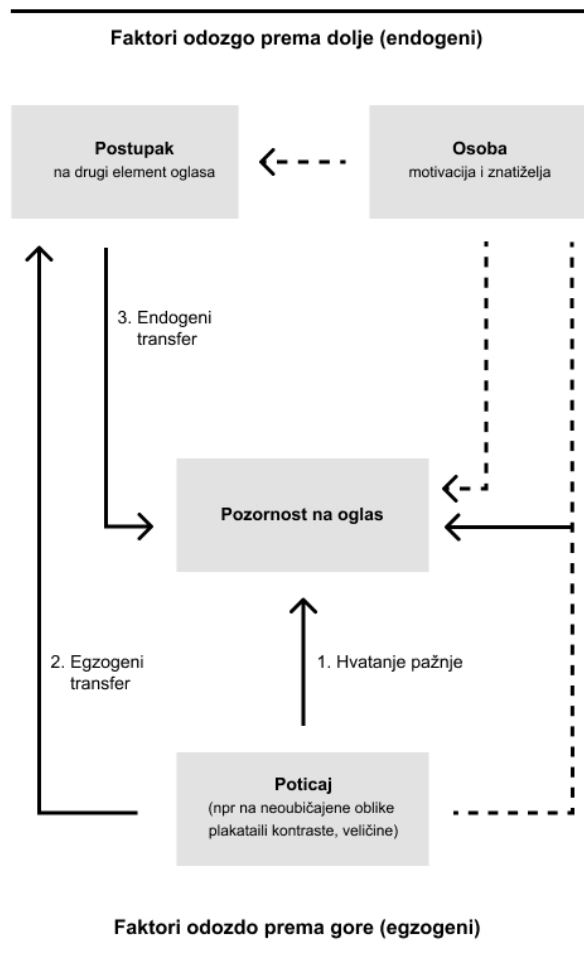 Faktori odozgo prema dolje (endogeni)
Postupak
na drugi element oglasa
Osoba
motivacija i znatiželja
3. Endogeni
transfer
Pozornost na oglas
2. Egzogeni
transfer
1. Hvatanje pažnje
Poticaj
(npr na neoubičajene oblike
plakataili kontraste, veličine)
Faktori odozdo prema gore (egzogeni)